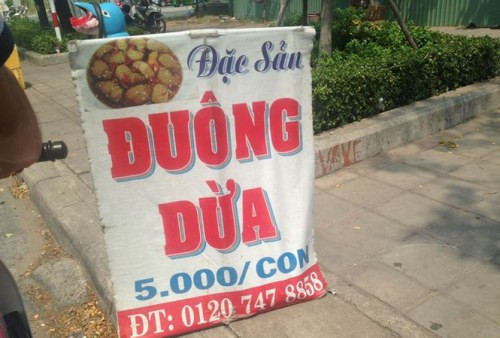 Đặc Sản
ĐUÔNG
DỪA
5.000/CON
ĐT: 0120 747 8858